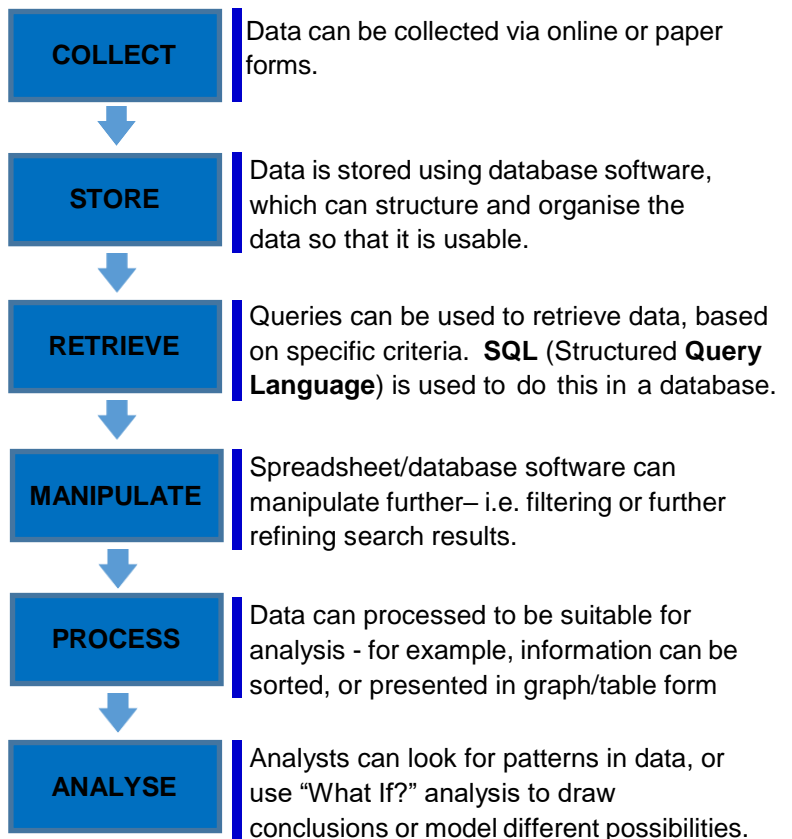 COLLECT
Data can be collected via online or paper
forms.
STORE
Data is stored using database software,
which can structure and organise the
data so that it is usable.
RETRIEVE
Queries can be used to retrieve data, based
on specific criteria. SQL (Structured Query
Language) is used to do this in a database.
MANIPULATE
Spreadsheet/database software can
manipulate further– i.e. filtering or further
refining search results.
PROCESS
Data can processed to be suitable for
analysis - for example, information can be
sorted, or presented in graph/table form
ANALYSE
Analysts can look for patterns in data, or
use “What If?” analysis to draw
conclusions or model different possibilities.